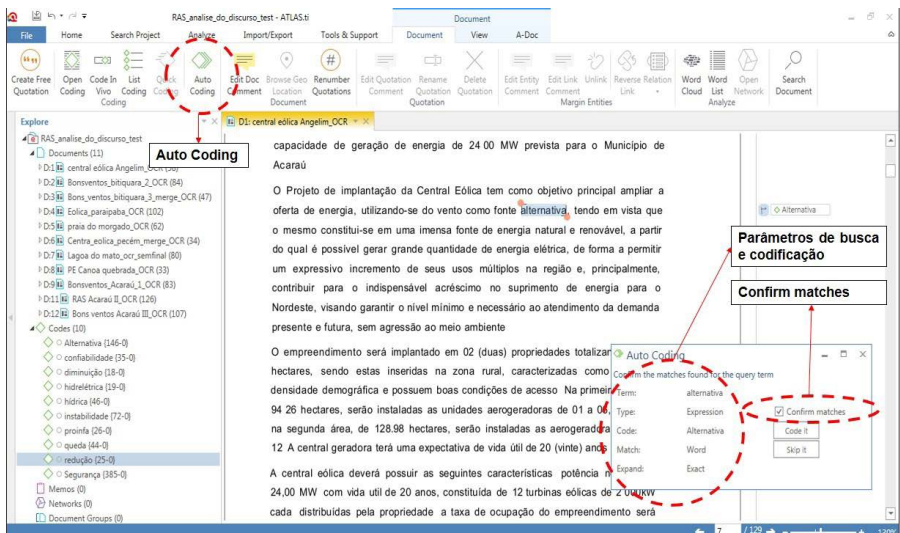 RAS_analise_do_discurso_test - ATLAS.ti
Document
File Home Search Project Analyze Import/Export Tools & Support Document View A-Doc
Create Free Quotation
Open Coding
Code In Vivo
List Coding
Quick Coding
Auto Coding
Coding
Edit Doc Comment
Browse Geo Location
Renumber Quotations
Document
Edit Quotation Comment
Rename Quotation
Delete Quotation
Quotation
Edit Entity Comment
Edit Link Comment
Unlink
Reverse Link
Relation
Margin Entities
Word Cloud
Word List
Open Network
Analyze
Search Document
Explore
D1: central eólica Angelim_OCR
RAS_analise_do_discurso_test
Documents (11)
D:1 central eólica Angelim_OCR
D:2 Bonsventos_bitiquara_2_OCR (84)
D:3 Bons_ventos_bitiquara_3_merge_OCR (47)
D:4 Eolica_paraipaba_OCR (102)
D:5 praia do morgado_OCR (62)
D:6 Centra_eolica_pecém_merge_OCR (34)
D:7 Lagoa do mato_ocr_semfinal (80)
D:8 PE Canoa quebrada_OCR (33)
D:9 Bonsventos_Acaraú_1_OCR (83)
D:11 RAS Acaraú II_OCR (126)
D:12 Bons ventos Acaraú III_OCR (107)
Codes (10)
Alternativa (146-0)
confiabilidade (35-0)
diminuição (18-0)
hidrelétrica (19-0)
hídrica (46-0)
instabilidade (72-0)
proinfa (26-0)
queda (44-0)
redução (25-0)
Segurança (385-0)
Memos (0)
Networks (0)
Document Groups (0)
Auto Coding
capacidade de geração de energia de 24 00 MW prevista para o Município de
Acaraú
O Projeto de implantação da Central Eólica tem como objetivo principal ampliar a
oferta de energia, utilizando-se do vento como fonte alternativa, tendo em vista que
o mesmo constitui-se em uma imensa fonte de energia natural e renovável, a partir
do qual é possível gerar grande quantidade de energia elétrica, de forma a permitir
um expressivo incremento de seus usos múltiplos na região e, principalmente,
contribuir para o indispensável acréscimo no suprimento de energia para o
Nordeste, visando garantir o nível mínimo e necessário ao atendimento da demanda
presente e futura, sem agressão ao meio ambiente
O empreendimento será implantado em 02 (duas) propriedades totalizan
hectares, sendo estas inseridas na zona rural, caracterizadas como
densidade demográfica e possuem boas condições de acesso Na primeir
94 26 hectares, serão instaladas as unidades aerogeradoras de 01 a 06,
na segunda área, de 128.98 hectares, serão instaladas as aerogeradora
12 A central geradora terá uma expectativa de vida útil de 20 (vinte) anos
A central eólica deverá possuir as seguintes características potência n
24,00 MW com vida util de 20 anos, constituída de 12 turbinas eólicas de 2 000kW
cada distribuídas pela propriedade a taxa de ocupação do empreendimento será
Alternativa
Parâmetros de busca
e codificação
Confirm matches
Auto Coding
Confirm the matches found for the query term
Term: alternativa
Type: Expression
Code: Alternativa
Match: Word
Expand: Exact
Confirm matches
Code it
Skip it
7 / 129
130%